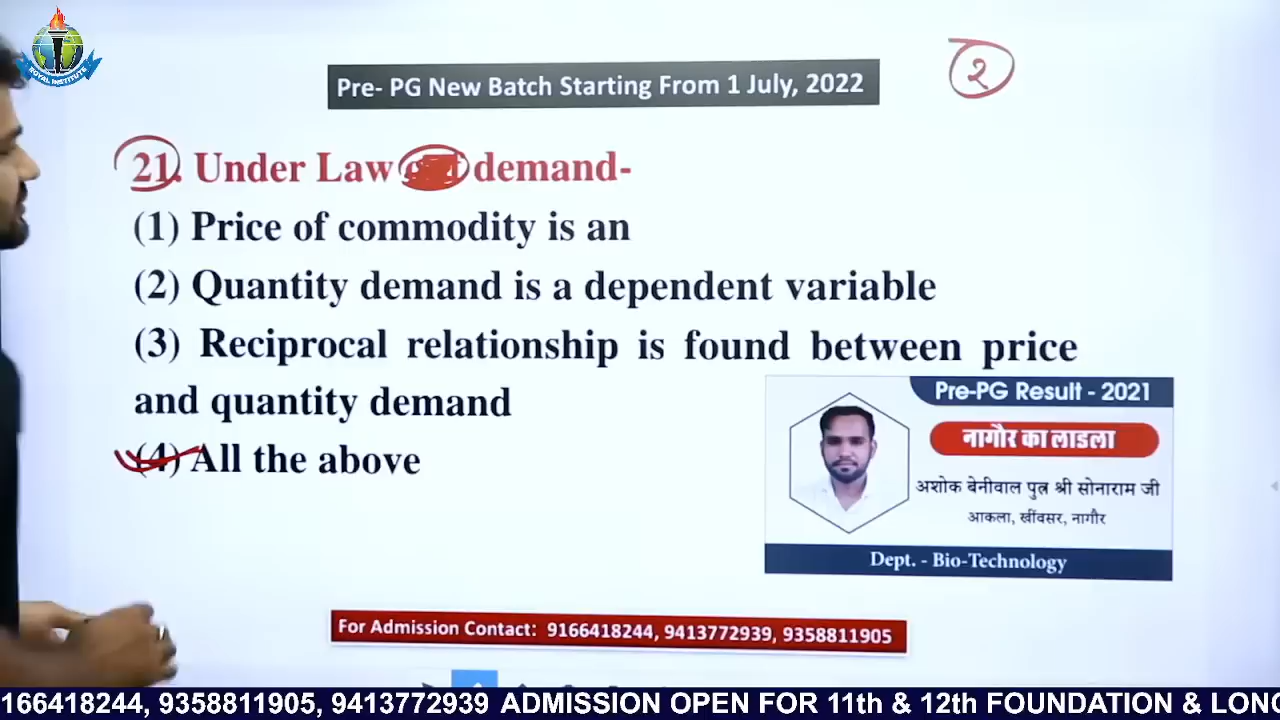 ROYAL INSTITUTE
Pre- PG New Batch Starting From 1 July, 2022
२
21. Under Law demand-
(1) Price of commodity is an
(2) Quantity demand is a dependent variable
(3) Reciprocal relationship is found between price
and quantity demand
(4) All the above
Pre-PG Result - 2021
नागौर का लाडला
अशोक बेनीवाल पुत्र श्री सोनाराम जी
आकला, खींवसर, नागौर
Dept. - Bio-Technology
For Admission Contact: 9166418244, 9413772939, 9358811905
166418244, 9358811905, 9413772939 ADMISSION OPEN FOR 11th & 12th FOUNDATION & LONG